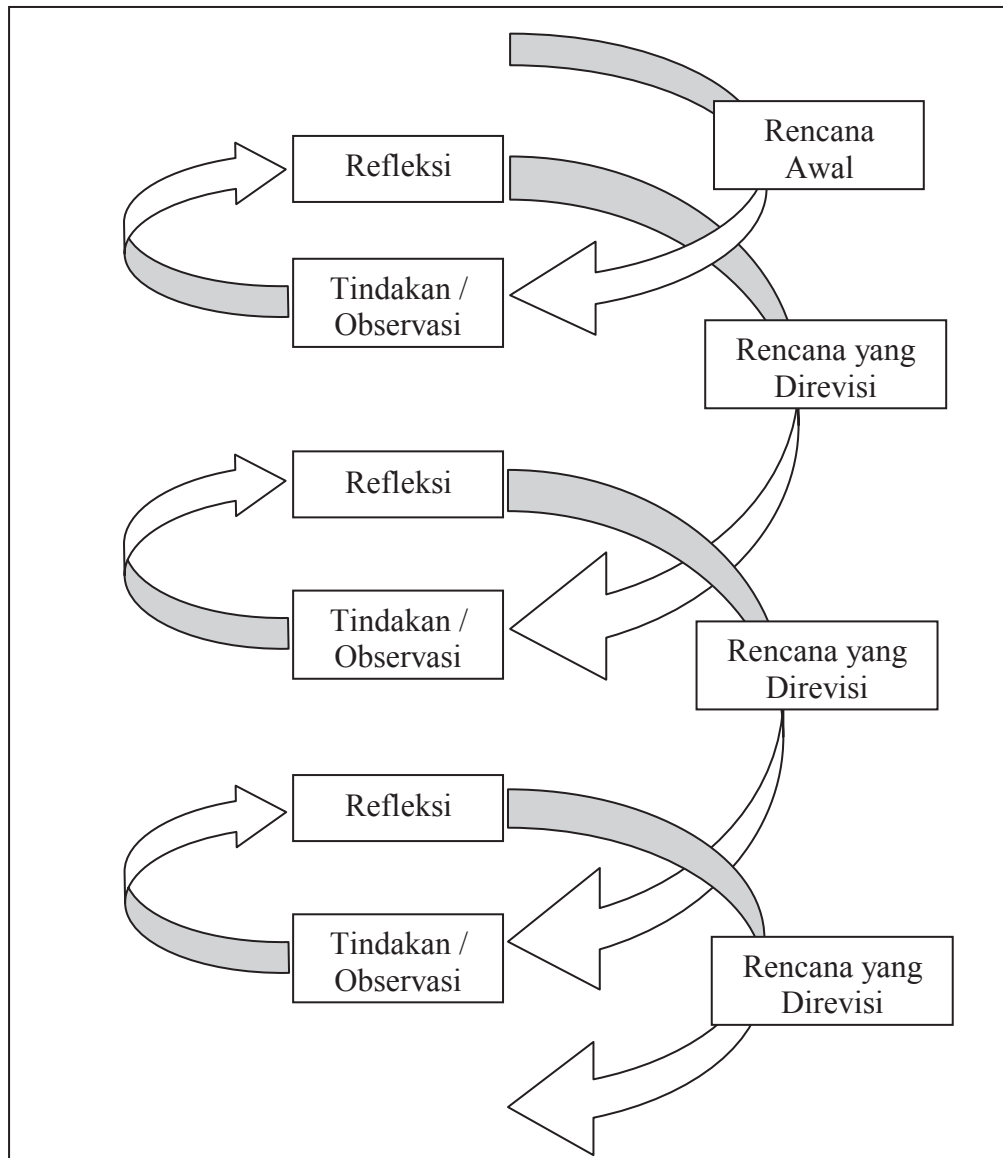 Rencana
Awal
Refleksi
Tindakan /
Observasi
Rencana yang
Direvisi
Refleksi
Tindakan /
Observasi
Rencana yang
Direvisi
Refleksi
Tindakan /
Observasi
Rencana yang
Direvisi